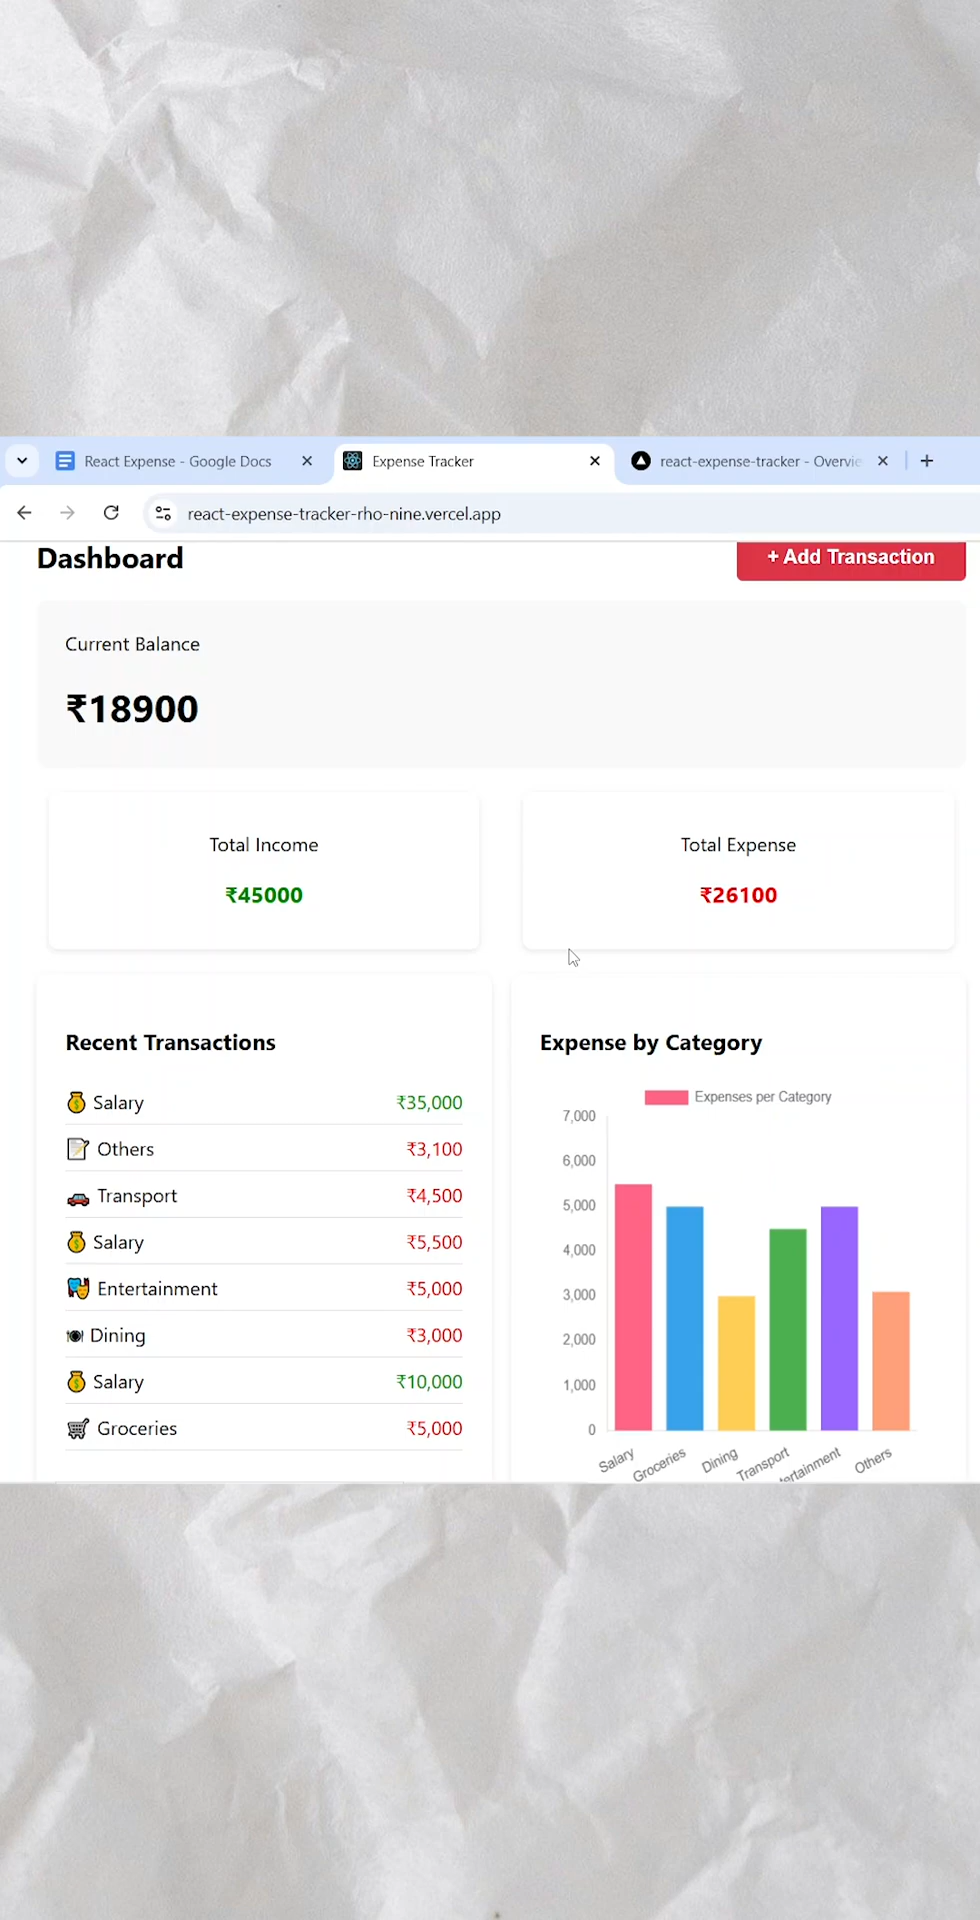 React Expense - Google Docs
Expense Tracker
react-expense-tracker - Overvie
react-expense-tracker-rho-nine.vercel.app
Dashboard
+ Add Transaction
Current Balance
₹18900
Total Income
₹45000
Total Expense
₹26100
Recent Transactions
Salary ₹35,000
Others ₹3,100
Transport ₹4,500
Salary ₹5,500
Entertainment ₹5,000
Dining ₹3,000
Salary ₹10,000
Groceries ₹5,000
Expense by Category
Expenses per Category
7,000
6,000
5,000
4,000
3,000
2,000
1,000
0
Salary
Groceries
Dining
Transport
tertainment
Others